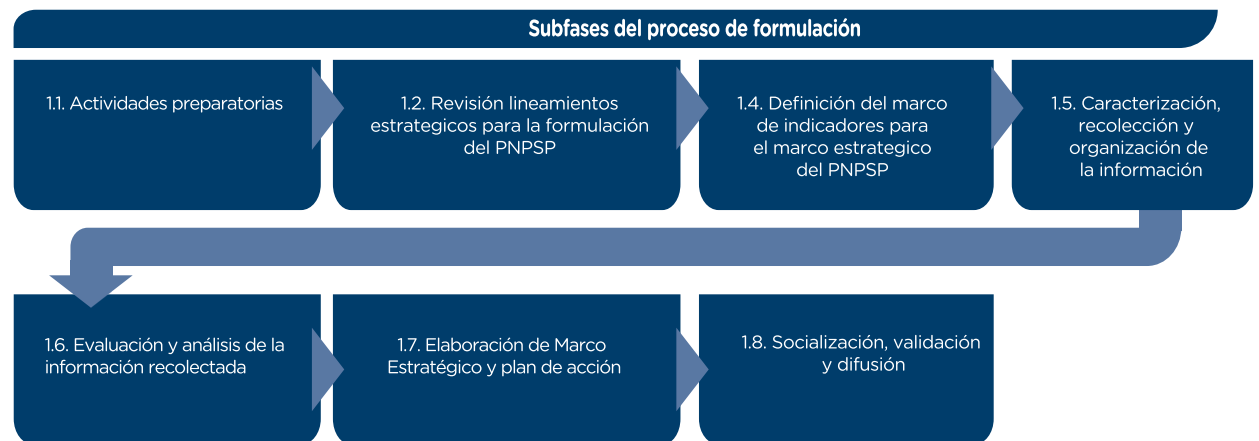 Subfases del proceso de formulación
1.1. Actividades preparatorias
1.2. Revisión lineamientos
estrategicos para la formulación
del PNPSP
1.4. Definición del marco
de indicadores para
el marco estrategico
del PNPSP
1.5. Caracterización,
recolección y
organización de
la información
1.6. Evaluación y análisis de la
información recolectada
1.7. Elaboración de Marco
Estratégico y plan de acción
1.8. Socialización, validación
y difusión